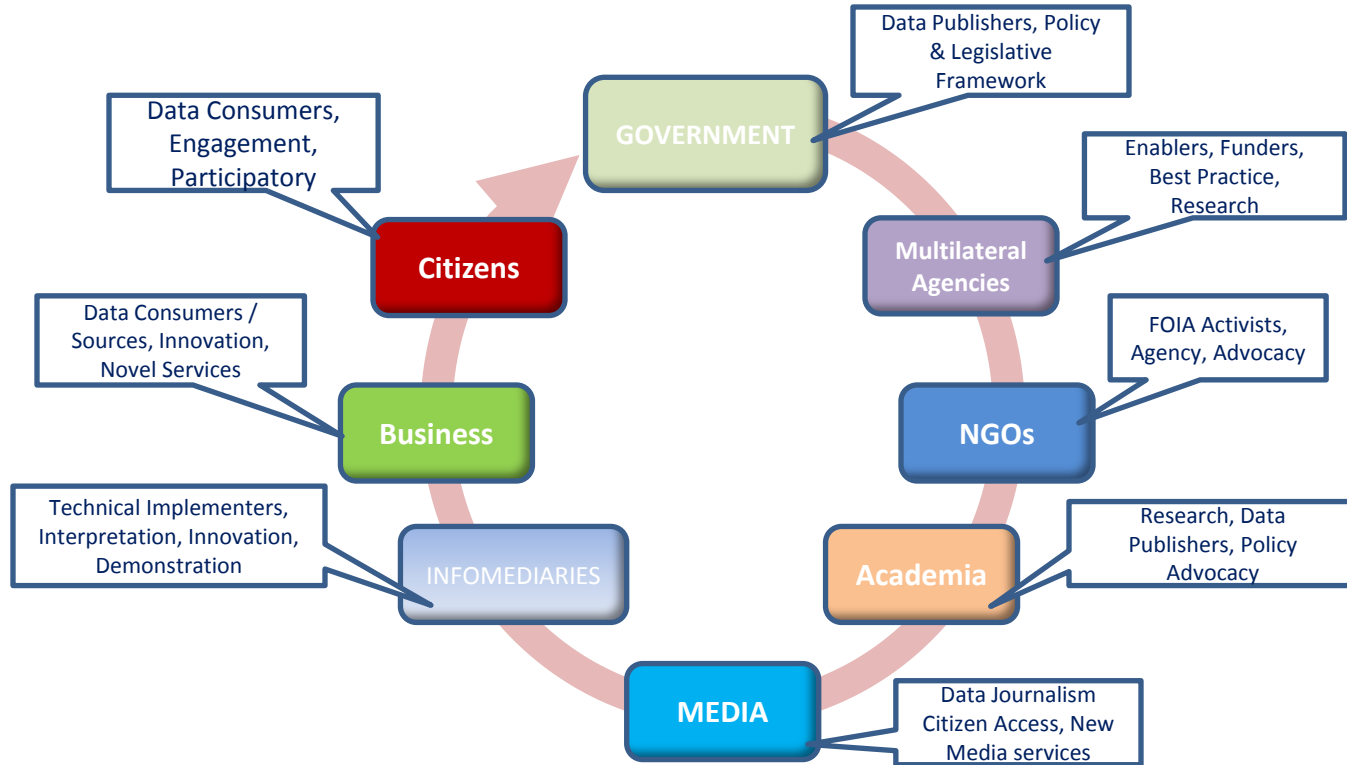 Data Publishers, Policy
& Legislative
Framework
GOVERNMENT
Data Consumers,
Engagement,
Participatory
Enablers, Funders,
Best Practice,
Research
Citizens
Multilateral
Agencies
Data Consumers /
Sources, Innovation,
Novel Services
FOIA Activists,
Agency, Advocacy
Business
NGOs
Technical Implementers,
Interpretation, Innovation,
Demonstration
Research, Data
Publishers, Policy
Advocacy
INFOMEDIARIES
Academia
MEDIA
Data Journalism
Citizen Access, New
Media services